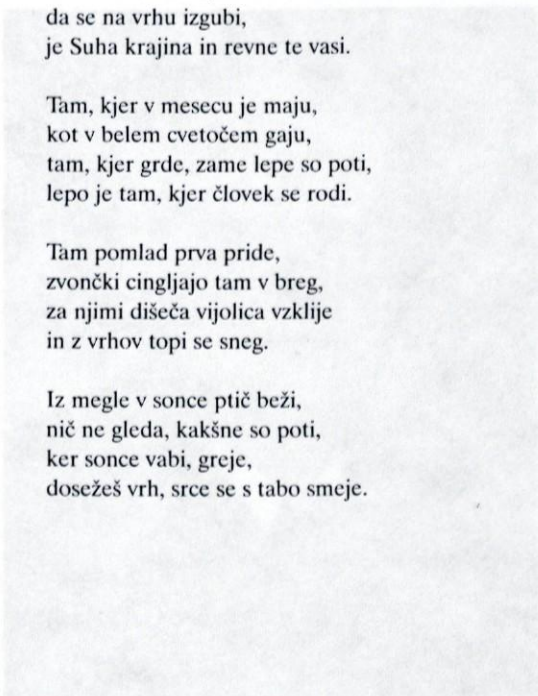 da se na vrhu izgubi,
je Suha krajina in revne te vasi.

Tam, kjer v mesecu je maju,
kot v belem cvetočem gaju,
tam, kjer grde, zame lepe so poti,
lepo je tam, kjer človek se rodi.

Tam pomlad prva pride,
zvončki cingljajo tam v breg,
za njimi dišeča vijolica vzklije
in z vrhov topi se sneg.

Iz megle v sonce ptič beži,
nič ne gleda, kakšne so poti,
ker sonce vabi, greje,
dosežeš vrh, srce se s tabo smeje.